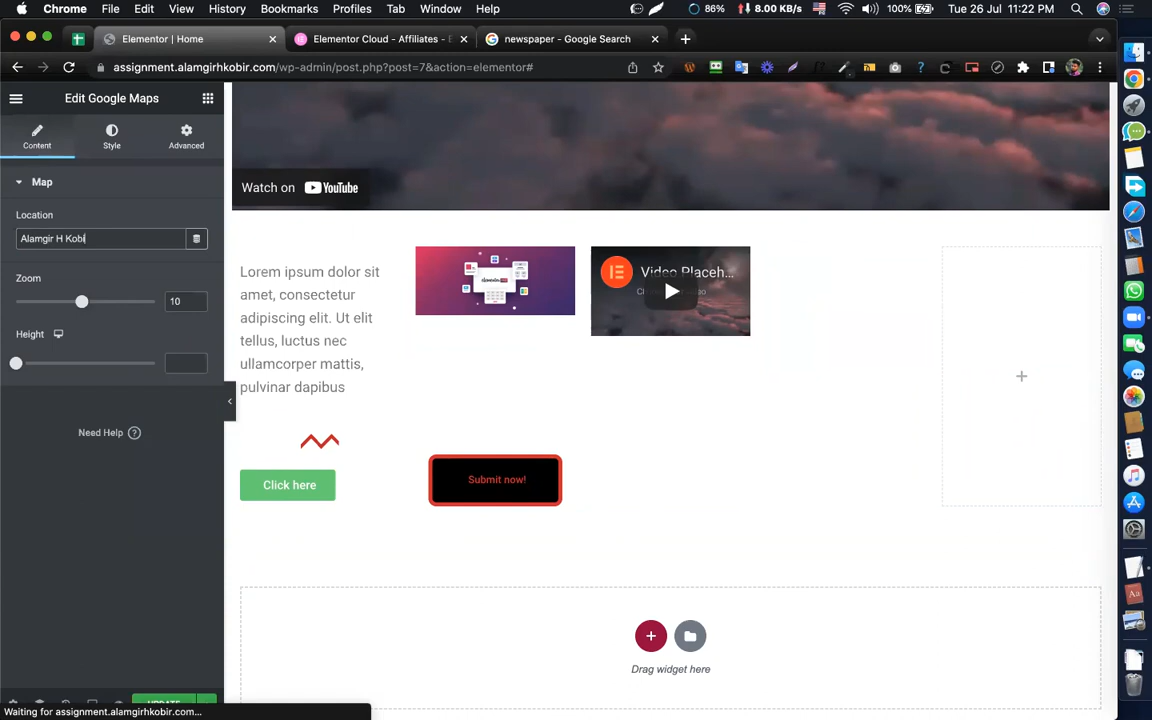 Chrome File Edit View History Bookmarks Profiles Tab Window Help 86% 8.00 KB/s 100% Tue 26 Jul 11:22 PM
Elementor | Home Elementor Cloud - Affiliates - E newspaper - Google Search
assignment.alamgirhkobir.com/wp-admin/post.php?post=7&action=elementor#
Edit Google Maps
Content Style Advanced
Map
Location
Alamgir H Kobi
Zoom
10
Height
Need Help ?
Watch on YouTube
Lorem ipsum dolor sit
amet, consectetur
adipiscing elit. Ut elit
tellus, luctus nec
ullamcorper mattis,
pulvinar dapibus
Video Placeh...
Click here
Submit now!
Drag widget here
Waiting for assignment.alamgirhkobir.com...